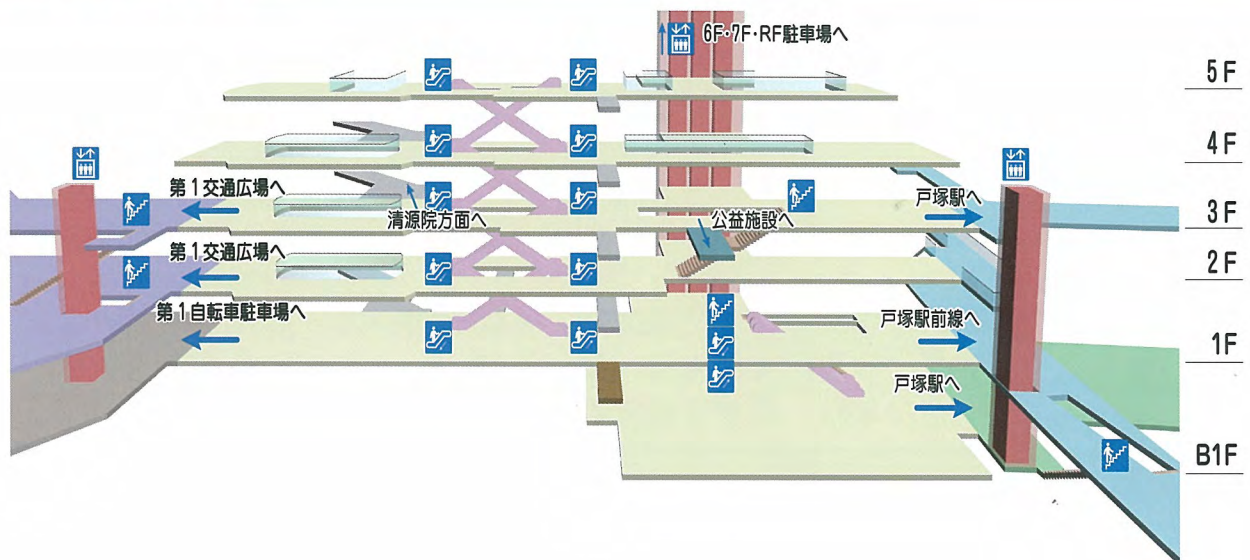 6F・7F・RF駐車場へ
5F
4F
第1交通広場へ
清源院方面へ
公益施設へ
戸塚駅へ
3F
第1交通広場へ
2F
第1自転車駐車場へ
戸塚駅前線へ
1F
戸塚駅へ
B1F